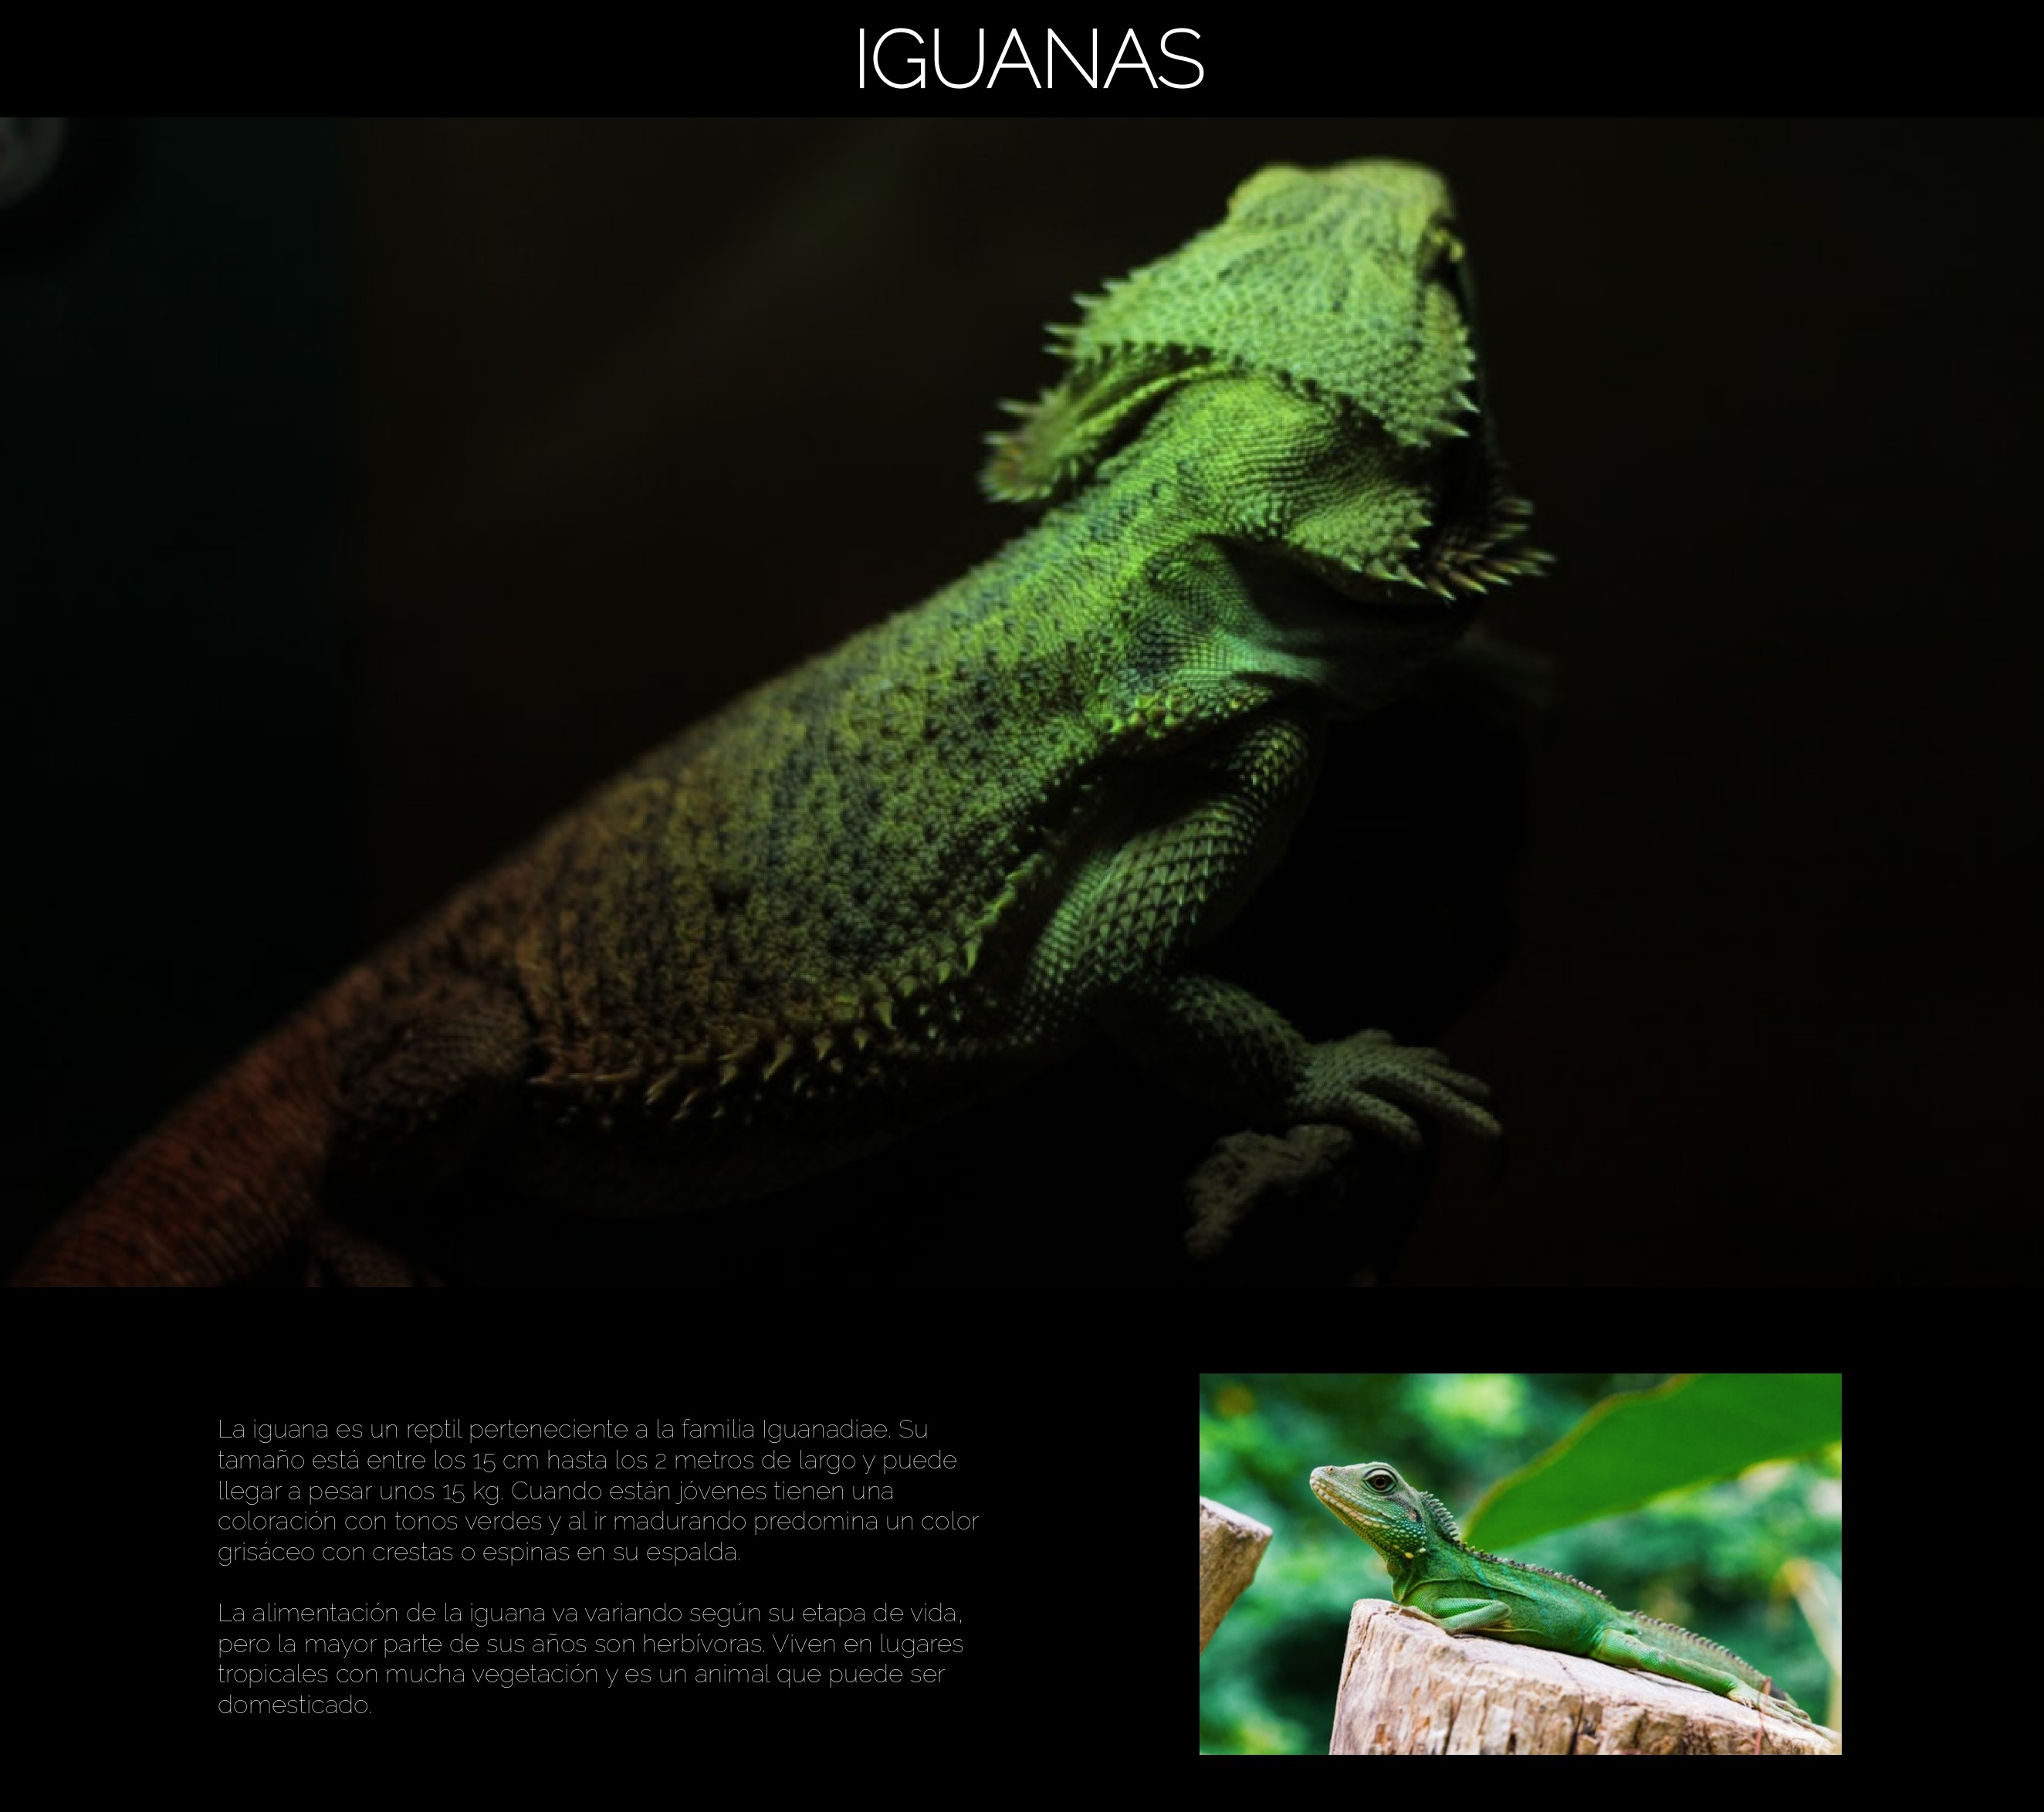 IGUANAS
La iguana es un reptil perteneciente a la familia Iguanadiae. Su
tamaño está entre los 15 cm hasta los 2 metros de largo y puede
llegar a pesar unos 15 kg. Cuando están jóvenes tienen una
coloración con tonos verdes y al ir madurando predomina un color
grisáceo con crestas o espinas en su espalda.
La alimentación de la iguana va variando según su etapa de vida,
pero la mayor parte de sus años son herbívoras. Viven en lugares
tropicales con mucha vegetación y es un animal que puede ser
domesticado.